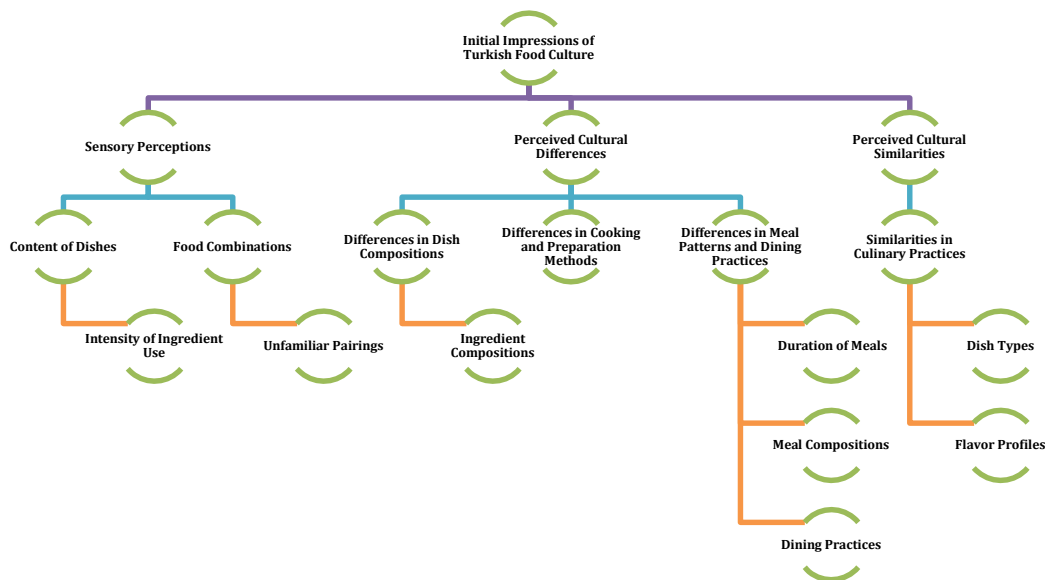 Initial Impressions of
Turkish Food Culture
Sensory Perceptions
Perceived Cultural
Differences
Perceived Cultural
Similarities
Content of Dishes
Food Combinations
Differences in Dish
Compositions
Differences in Cooking
and Preparation
Methods
Differences in Meal
Patterns and Dining
Practices
Similarities in
Culinary Practices
Intensity of Ingredient
Use
Unfamiliar Pairings
Ingredient
Compositions
Duration of Meals
Dish Types
Meal Compositions
Flavor Profiles
Dining Practices